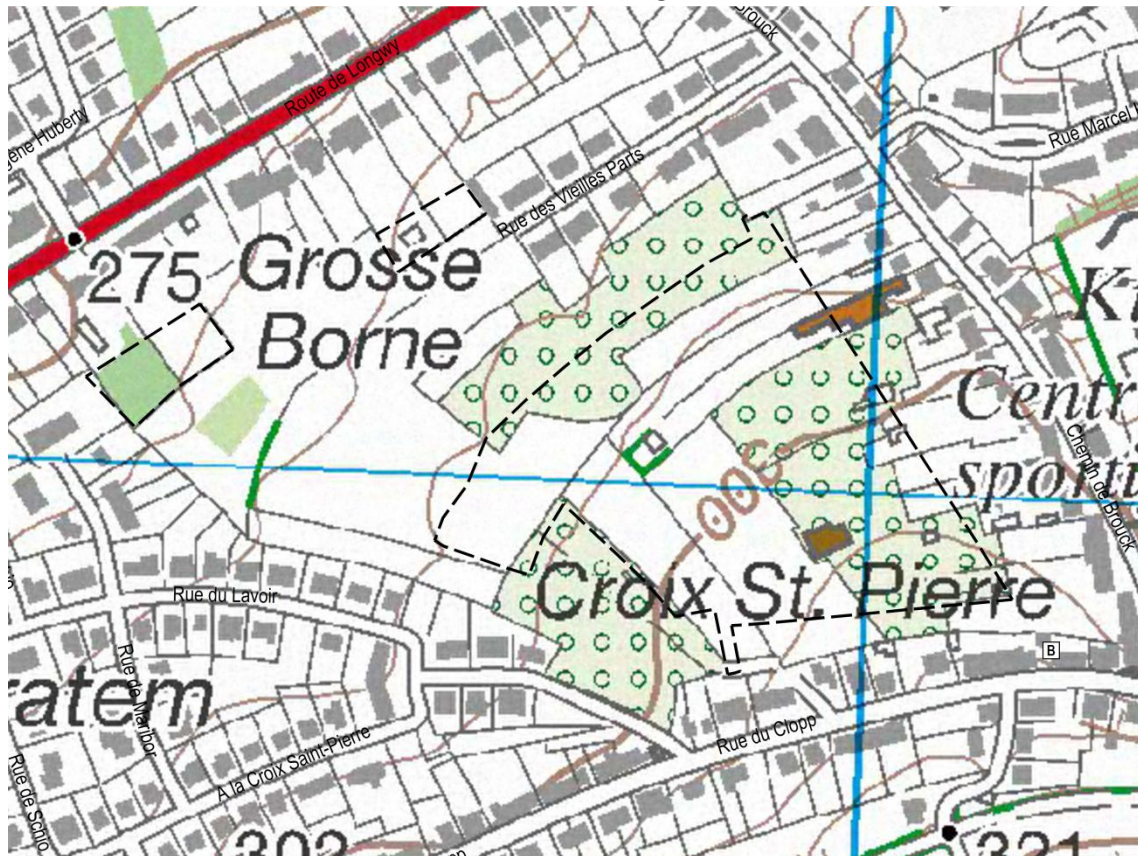 Brouck
Route de Longwy
gène Huberty
Rue Marcel
Rue des Vieilles Parts
275
Grosse
Borne
Centr
sporti
Chemin de Brouck
300
Croix St. Pierre
Rue du Lavoir
Rue de Maribor
atem
B
Rue du Clopp
A la Croix Saint-Pierre
Rue de Schio
302
321